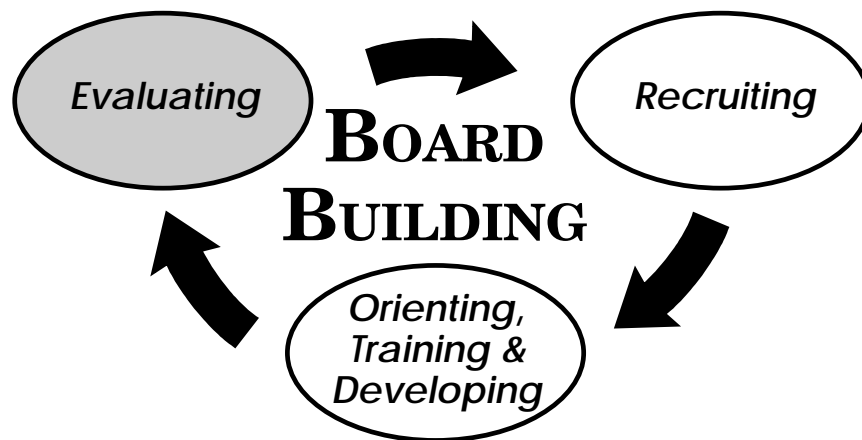 Evaluating
Recruiting
BOARD
BUILDING
Orienting,
Training &
Developing